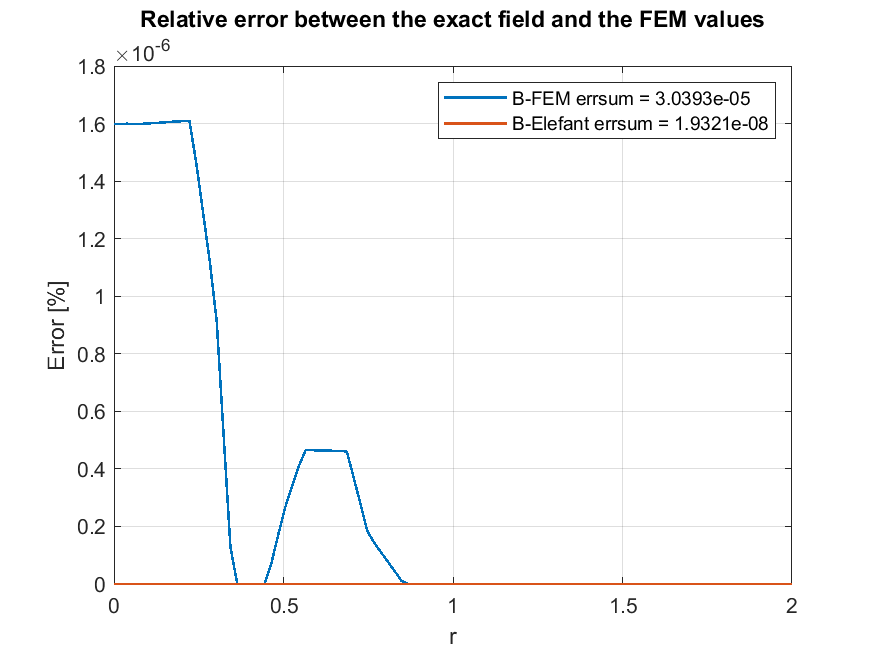 Relative error between the exact field and the FEM values
×10-6
1.8
1.6
1.4
1.2
1
0.8
0.6
0.4
0.2
0
Error [%]
B-FEM errsum = 3.0393e-05
B-Elefant errsum = 1.9321e-08
0 0.5 1 1.5 2
r